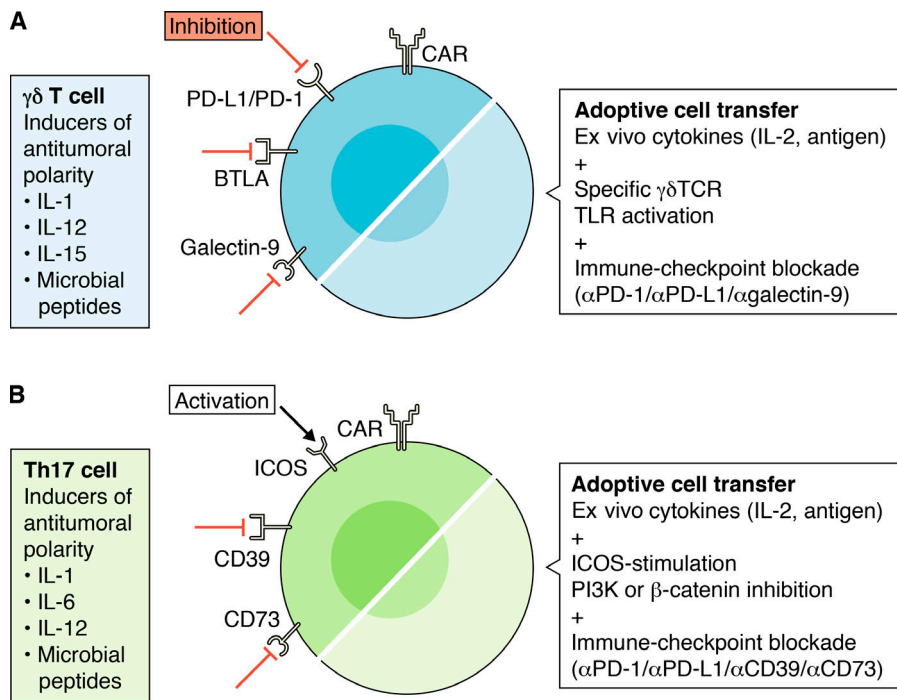 A
Inhibition
CAR
PD-L1/PD-1
BTLA
Galectin-9
γδ T cell
Inducers of
antitumoral
polarity
• IL-1
• IL-12
• IL-15
• Microbial
peptides
Adoptive cell transfer
Ex vivo cytokines (IL-2, antigen)
+
Specific γδTCR
TLR activation
+
Immune-checkpoint blockade
(αPD-1/αPD-L1/αgalectin-9)
B
Activation
CAR
ICOS
CD39
CD73
Th17 cell
Inducers of
antitumoral
polarity
• IL-1
• IL-6
• IL-12
• Microbial
peptides
Adoptive cell transfer
Ex vivo cytokines (IL-2, antigen)
+
ICOS-stimulation
PI3K or β-catenin inhibition
+
Immune-checkpoint blockade
(αPD-1/αPD-L1/αCD39/αCD73)